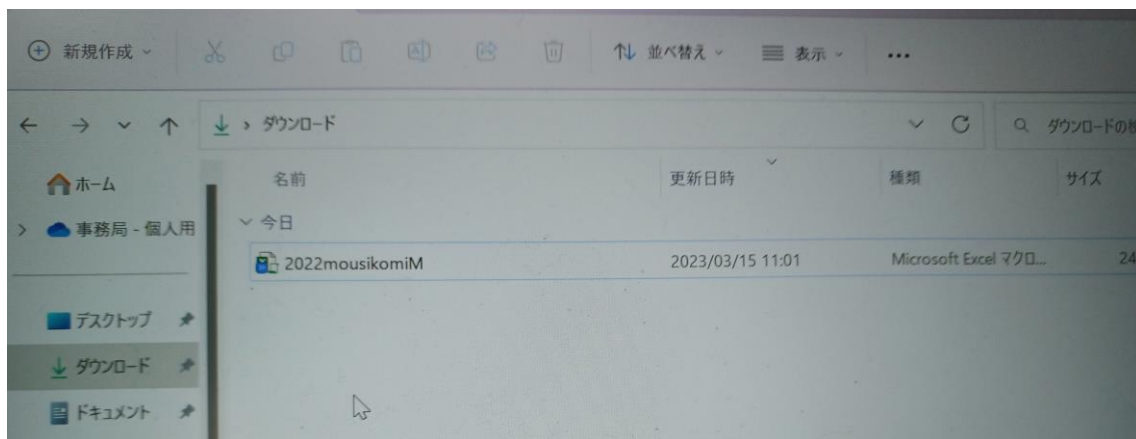 新規作成
並べ替え
表示
ダウンロード
ダウンロードの
ホーム
事務局 - 個人用
デスクトップ
ダウンロード
ドキュメント
名前 更新日時 種類 サイズ
今日
2022mousikomiM 2023/03/15 11:01 Microsoft Excel マクロ... 24